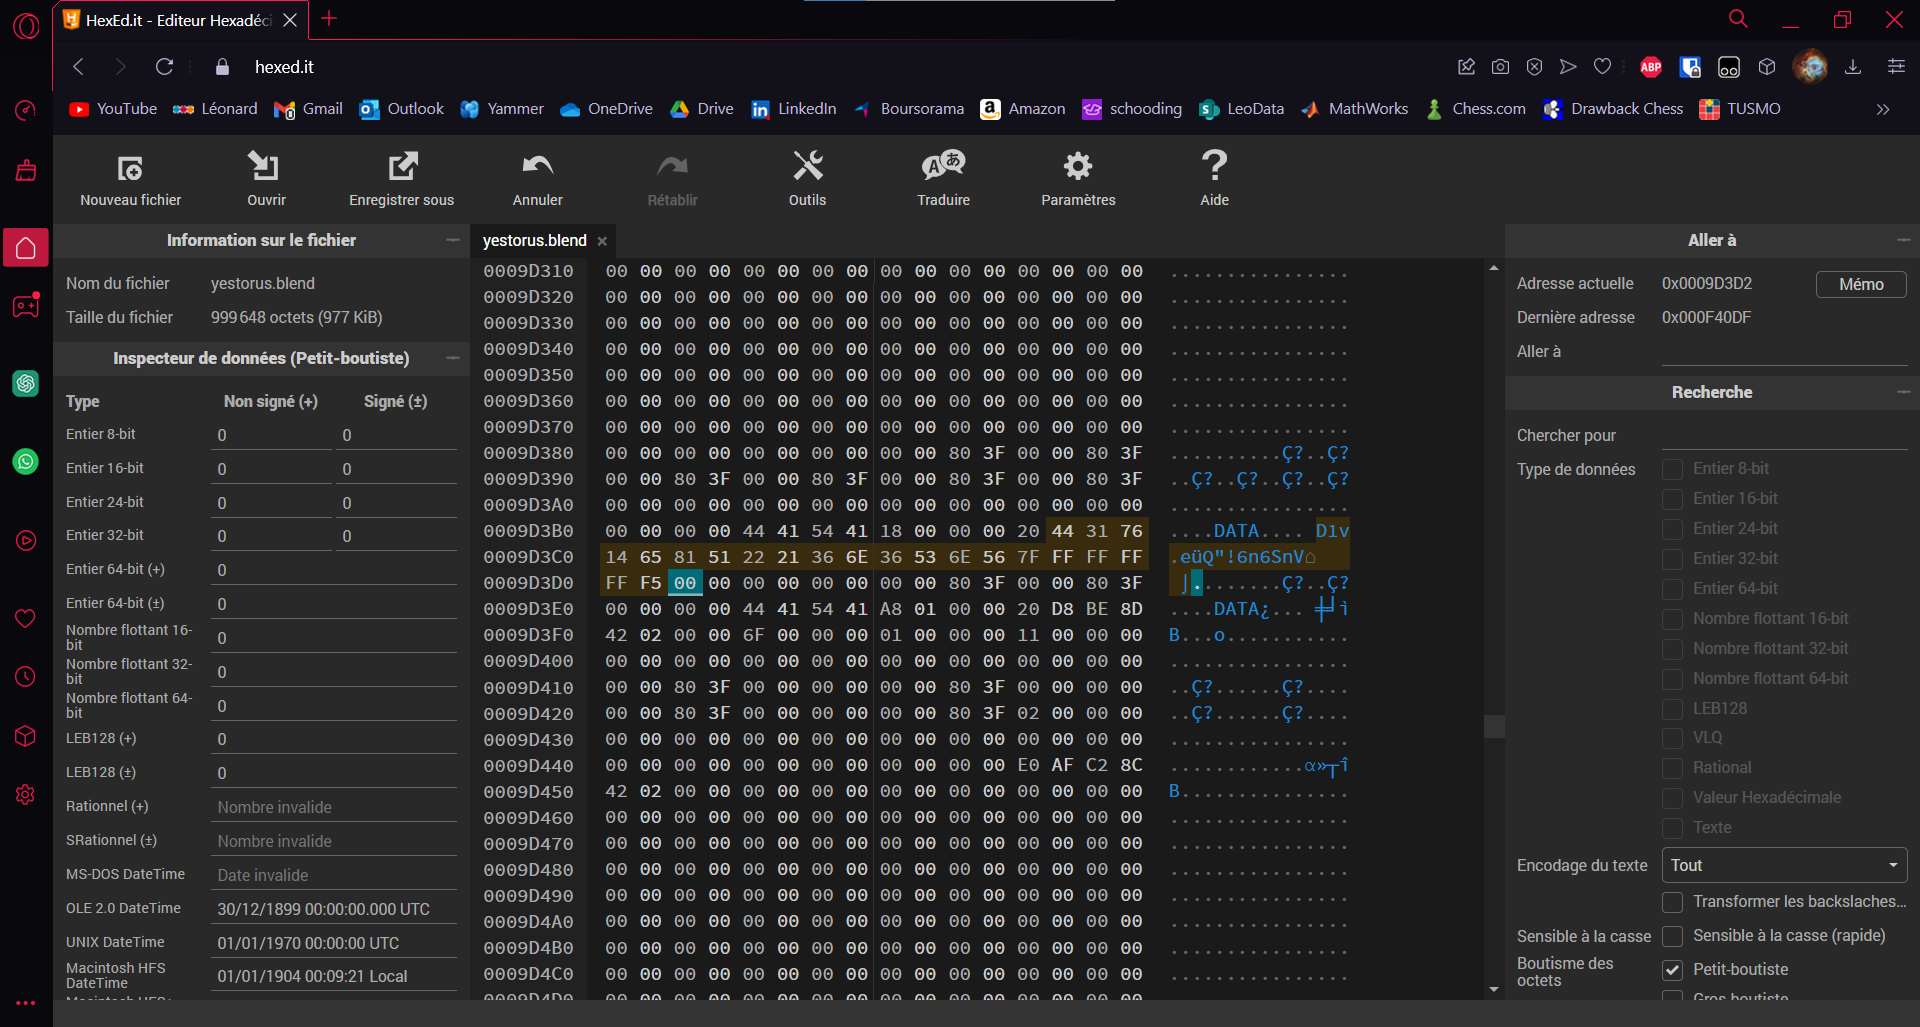 HexEd.it - Editeur Hexadéci
hexed.it
ABP
YouTube Léonard Gmail Outlook Yammer OneDrive Drive LinkedIn Boursorama Amazon schooding LeoData MathWorks Chess.com Drawback Chess TUSMO
Nouveau fichier Ouvrir Enregistrer sous Annuler Rétablir Outils Traduire Paramètres Aide
Information sur le fichier
Nom du fichier yestorus.blend
Taille du fichier 999 648 octets (977 KiB)
Inspecteur de données (Petit-boutiste)
Type Non signé (+) Signé (±)
Entier 8-bit 0 0
Entier 16-bit 0 0
Entier 24-bit 0 0
Entier 32-bit 0 0
Entier 64-bit (+) 0
Entier 64-bit (±) 0
Nombre flottant 16-
bit 0
Nombre flottant 32-
bit 0
Nombre flottant 64-
bit 0
LEB128 (+) 0
LEB128 (±) 0
Rationnel (+) Nombre invalide
SRationnel (±) Nombre invalide
MS-DOS DateTime Date invalide
OLE 2.0 DateTime 30/12/1899 00:00:00.000 UTC
UNIX DateTime 01/01/1970 00:00:00 UTC
Macintosh HFS
DateTime 01/01/1904 00:09:21 Local
yestorus.blend
0009D310 00 00 00 00 00 00 00 00 00 00 00 00 00 00 00 00 ................
0009D320 00 00 00 00 00 00 00 00 00 00 00 00 00 00 00 00 ................
0009D330 00 00 00 00 00 00 00 00 00 00 00 00 00 00 00 00 ................
0009D340 00 00 00 00 00 00 00 00 00 00 00 00 00 00 00 00 ................
0009D350 00 00 00 00 00 00 00 00 00 00 00 00 00 00 00 00 ................
0009D360 00 00 00 00 00 00 00 00 00 00 00 00 00 00 00 00 ................
0009D370 00 00 00 00 00 00 00 00 00 00 00 00 00 00 00 00 ................
0009D380 00 00 00 00 00 00 00 00 00 00 80 3F 00 00 80 3F ..........Ç?..Ç?
0009D390 00 00 80 3F 00 00 80 3F 00 00 80 3F 00 00 80 3F ..Ç?..Ç?..Ç?..Ç?
0009D3A0 00 00 00 00 00 00 00 00 00 00 00 00 00 00 00 00 ................
0009D3B0 00 00 00 00 44 41 54 41 18 00 00 00 20 44 31 76 ....DATA.... D1v
0009D3C0 14 65 81 51 22 21 36 6E 36 53 6E 56 7F FF FF FF .eüQ"!6n6SnV⌂
0009D3D0 FF F5 00 00 00 00 00 00 00 00 80 3F 00 00 80 3F ⌡........Ç?..Ç?
0009D3E0 00 00 00 00 44 41 54 41 A8 01 00 00 20 D8 BE 8D ....DATA¿... ╪╛ì
0009D3F0 42 02 00 00 6F 00 00 00 01 00 00 00 11 00 00 00 B...o...........
0009D400 00 00 00 00 00 00 00 00 00 00 00 00 00 00 00 00 ................
0009D410 00 00 80 3F 00 00 00 00 00 00 80 3F 00 00 00 00 ..Ç?......Ç?....
0009D420 00 00 80 3F 00 00 00 00 00 00 80 3F 02 00 00 00 ..Ç?......Ç?....
0009D430 00 00 00 00 00 00 00 00 00 00 00 00 00 00 00 00 ................
0009D440 00 00 00 00 00 00 00 00 00 00 00 00 E0 AF C2 8C ............α»┬î
0009D450 42 02 00 00 00 00 00 00 00 00 00 00 00 00 00 00 B...............
0009D460 00 00 00 00 00 00 00 00 00 00 00 00 00 00 00 00 ................
0009D470 00 00 00 00 00 00 00 00 00 00 00 00 00 00 00 00 ................
0009D480 00 00 00 00 00 00 00 00 00 00 00 00 00 00 00 00 ................
0009D490 00 00 00 00 00 00 00 00 00 00 00 00 00 00 00 00 ................
0009D4A0 00 00 00 00 00 00 00 00 00 00 00 00 00 00 00 00 ................
0009D4B0 00 00 00 00 00 00 00 00 00 00 00 00 00 00 00 00 ................
0009D4C0 00 00 00 00 00 00 00 00 00 00 00 00 00 00 00 00 ................
0009D4D0 00 00 00 00 00 00 00 00 00 00 00 00 00 00 00 00
Aller à
Adresse actuelle 0x0009D3D2 Mémo
Dernière adresse 0x000F40DF
Aller à
Recherche
Chercher pour
Type de données Entier 8-bit
Entier 16-bit
Entier 24-bit
Entier 32-bit
Entier 64-bit
Nombre flottant 16-bit
Nombre flottant 32-bit
Nombre flottant 64-bit
LEB128
VLQ
Rational
Valeur Hexadécimale
Texte
Encodage du texte Tout
Transformer les backslaches...
Sensible à la casse Sensible à la casse (rapide)
Boutisme des
octets Petit-boutiste
Gros boutiste